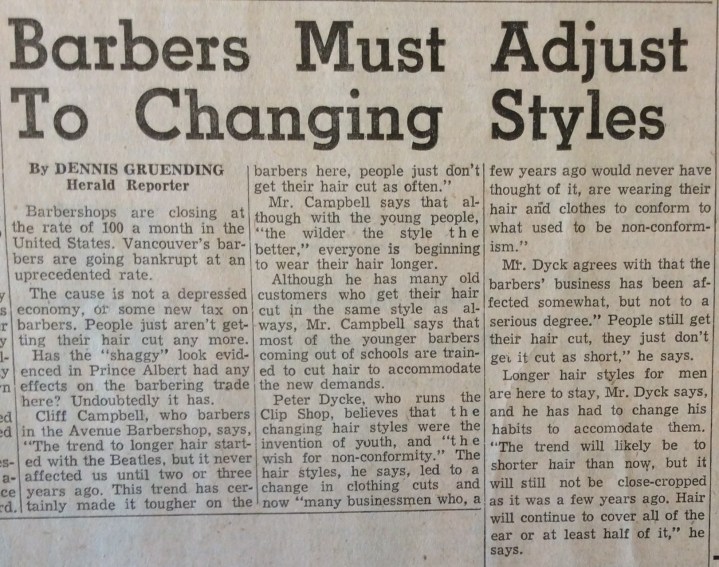 Barbers Must Adjust
To Changing Styles
By DENNIS GRUENDING
Herald Reporter
Barbershops are closing at
the rate of 100 a month in the
United States. Vancouver's bar-
bers are going bankrupt at an
uprecedented rate.
The cause is not a depressed
economy, or some new tax on
barbers. People just aren't get-
ting their hair cut any more.
Has the "shaggy" look evid-
enced in Prince Albert had any
effects on the barbering trade
here? Undoubtedly it has.
Cliff Campbell, who barbers
in the Avenue Barbershop, says,
"The trend to longer hair start-
ed with the Beatles, but it never
affected us until two or three
years ago. This trend has cer-
tainly made it tougher on the
barbers here, people just don't
get their hair cut as often."
Mr. Campbell says that al-
though with the young people,
"the wilder the style the
better," everyone is beginning
to wear their hair longer.
Although he has many old
customers who get their hair
cut in the same style as al-
ways, Mr. Campbell says that
most of the younger barbers
coming out of schools are train-
ed to cut hair to accommodate
the new demands.
Peter Dycke, who runs the
Clip Shop, believes that the
changing hair styles were the
invention of youth, and "the
wish for non-conformity." The
hair styles, he says, led to a
change in clothing cuts and
now "many businessmen who, a
few years ago would never have
thought of it, are wearing their
hair and clothes to conform to
what used to be non-conform-
ism."
Mr. Dyck agrees with that the
barbers' business has been af-
fected somewhat, but not to a
serious degree." People still get
their hair cut, they just don't
get it cut as short," he says.
Longer hair styles for men
are here to stay, Mr. Dyck says,
and he has had to change his
habits to accomodate them.
"The trend will likely be to
shorter hair than now, but it
will still not be close-cropped
as it was a few years ago. Hair
will continue to cover all of the
ear or at least half of it," he
says.